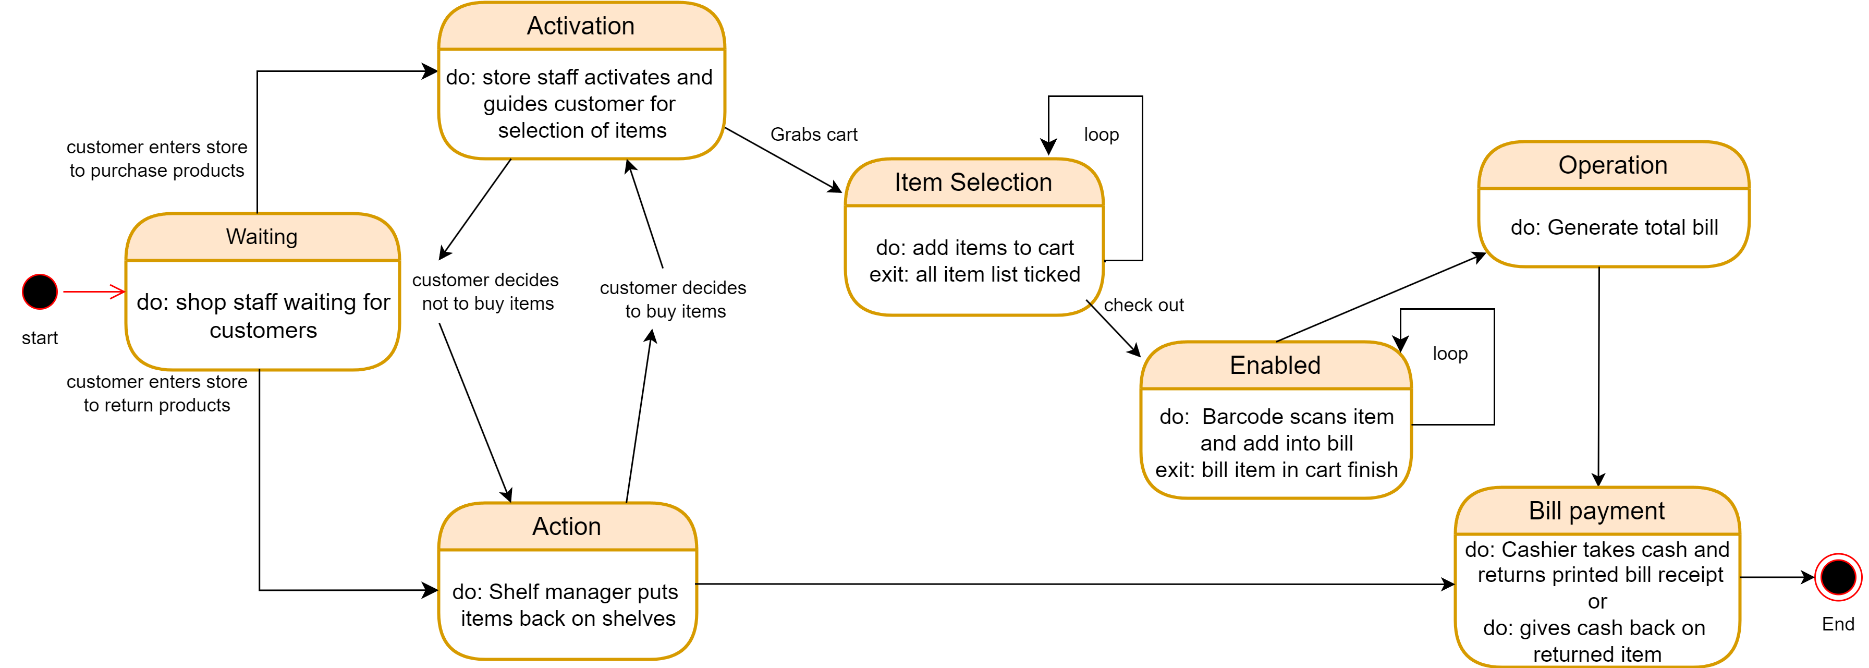 Activation
do: store staff activates and
guides customer for
selection of items
customer enters store
to purchase products
Grabs cart
loop
Waiting
do: shop staff waiting for
customers
start
customer enters store
to return products
customer decides
not to buy items
customer decides
to buy items
Item Selection
do: add items to cart
exit: all item list ticked
check out
Enabled
do: Barcode scans item
and add into bill
exit: bill item in cart finish
loop
Operation
do: Generate total bill
Action
do: Shelf manager puts
items back on shelves
Bill payment
do: Cashier takes cash and
returns printed bill receipt
or
do: gives cash back on
returned item
End